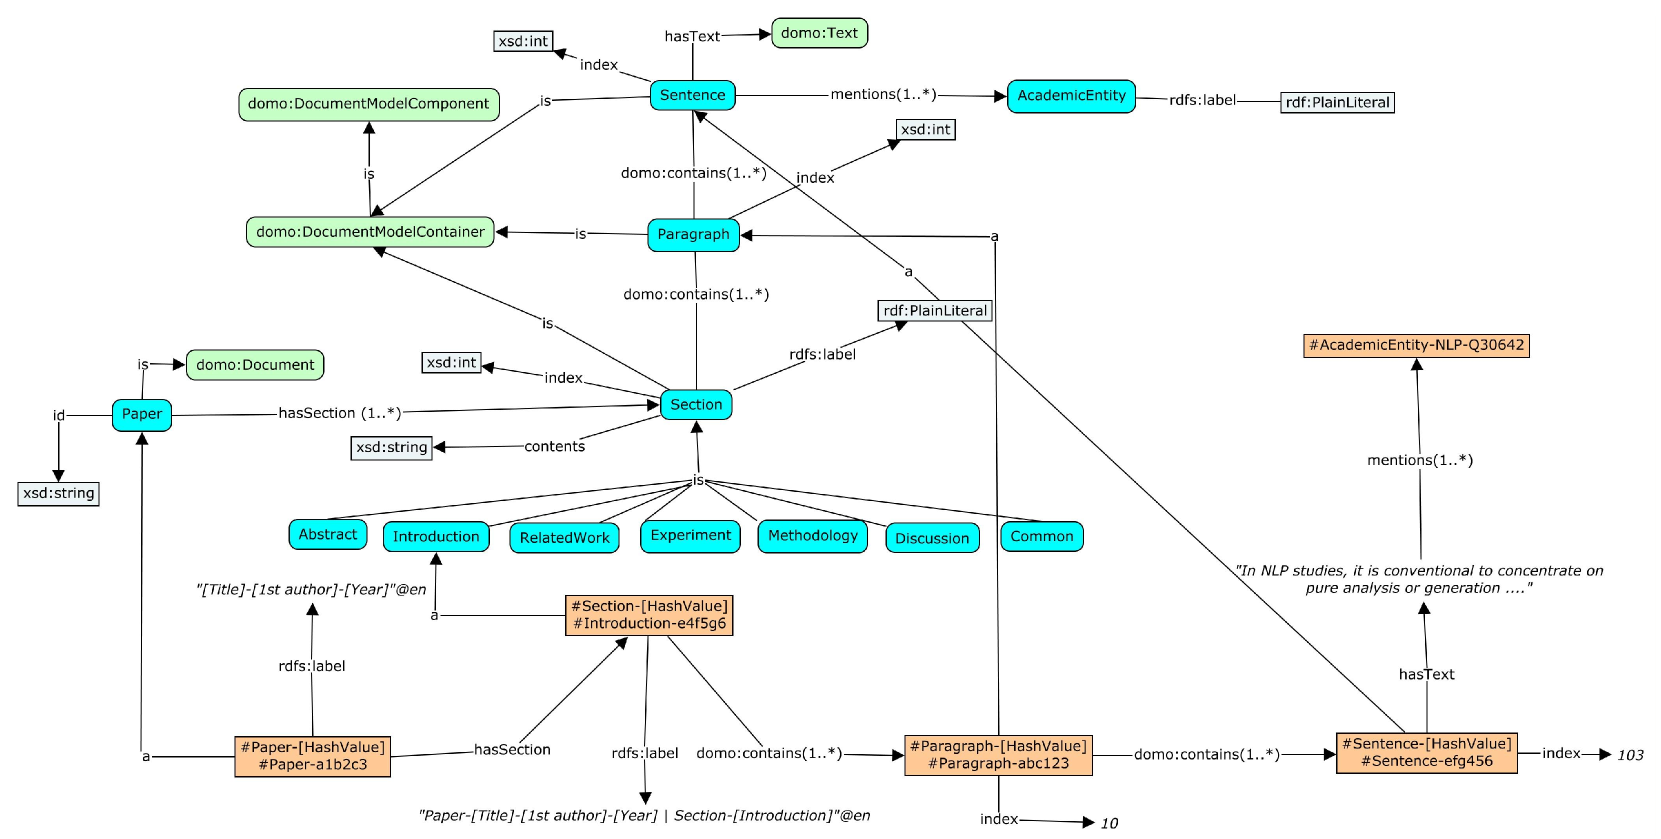 hasText
domo:Text
xsd:int
index
Sentence
mentions(1..*)
AcademicEntity
rdfs:label
rdf:PlainLiteral
domo:DocumentModelComponent
is
xsd:int
is
domo:contains(1..*)
index
domo:DocumentModelContainer
is
Paragraph
a
a
domo:contains(1..*)
rdf:PlainLiteral
is
#AcademicEntity-NLP-Q30642
rdfs:label
is
domo:Document
xsd:int
index
Section
id
Paper
hasSection (1..*)
xsd:string
contents
mentions(1..*)
xsd:string
is
Abstract
Introduction
RelatedWork
Experiment
Methodology
Discussion
Common
"In NLP studies, it is conventional to concentrate on
pure analysis or generation ...."
"[Title]-[1st author]-[Year]"@en
a
#Section-[HashValue]
#Introduction-e4f5g6
rdfs:label
hasText
a
#Paper-[HashValue]
#Paper-a1b2c3
hasSection
rdfs:label
domo:contains(1..*)
#Paragraph-[HashValue]
#Paragraph-abc123
domo:contains(1..*)
#Sentence-[HashValue]
#Sentence-efg456
index
103
"Paper-[Title]-[1st author]-[Year] | Section-[Introduction]"@en
index
10